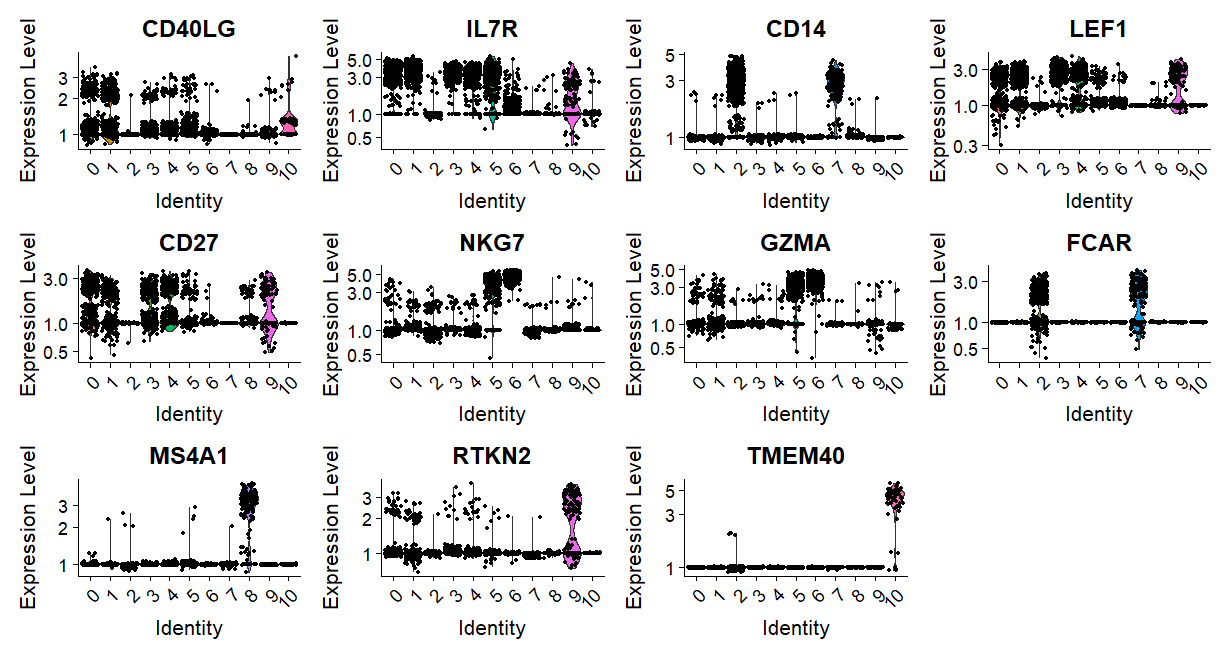 CD40LG IL7R CD14 LEF1
Expression Level 3 2 1
Expression Level 5.0 3.0 1.0 0.5
Expression Level 5 3 1
Expression Level 3.0 1.0 0.3
0 1 2 3 4 5 6 7 8 9 10
0 1 2 3 4 5 6 7 8 9 10
0 1 2 3 4 5 6 7 8 9 10
0 1 2 3 4 5 6 7 8 9 10
Identity Identity Identity Identity
CD27 NKG7 GZMA FCAR
Expression Level 3.0 1.0 0.5
Expression Level 5.0 3.0 1.0 0.5
Expression Level 5.0 3.0 1.0 0.5
Expression Level 3.0 1.0 0.5
0 1 2 3 4 5 6 7 8 9 10
0 1 2 3 4 5 6 7 8 9 10
0 1 2 3 4 5 6 7 8 9 10
0 1 2 3 4 5 6 7 8 9 10
Identity Identity Identity Identity
MS4A1 RTKN2 TMEM40
Expression Level 3 2 1
Expression Level 3 2 1
Expression Level 5 3 1
0 1 2 3 4 5 6 7 8 9 10
0 1 2 3 4 5 6 7 8 9 10
0 1 2 3 4 5 6 7 8 9 10
Identity Identity Identity